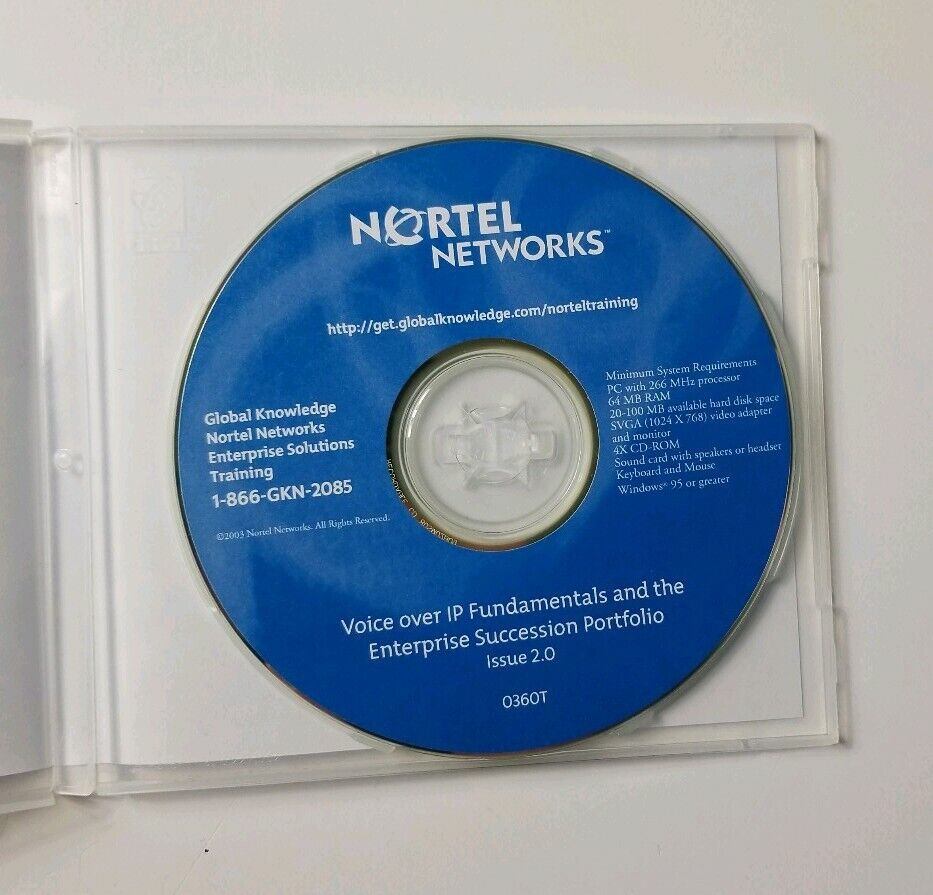 NORTEL
NETWORKS™
http://get.globalknowledge.com/norteltraining
Global Knowledge
Nortel Networks
Enterprise Solutions
Training
1-866-GKN-2085
©2003 Nortel Networks. All Rights Reserved.
Minimum System Requirements
PC with 266 MHz processor
64 MB RAM
20-100 MB available hard disk space
SVGA (1024 X 768) video adapter
and monitor
4X CD-ROM
Sound card with speakers or headset
Keyboard and Mouse
Windows® 95 or greater
Voice over IP Fundamentals and the
Enterprise Succession Portfolio
Issue 2.0
0360T